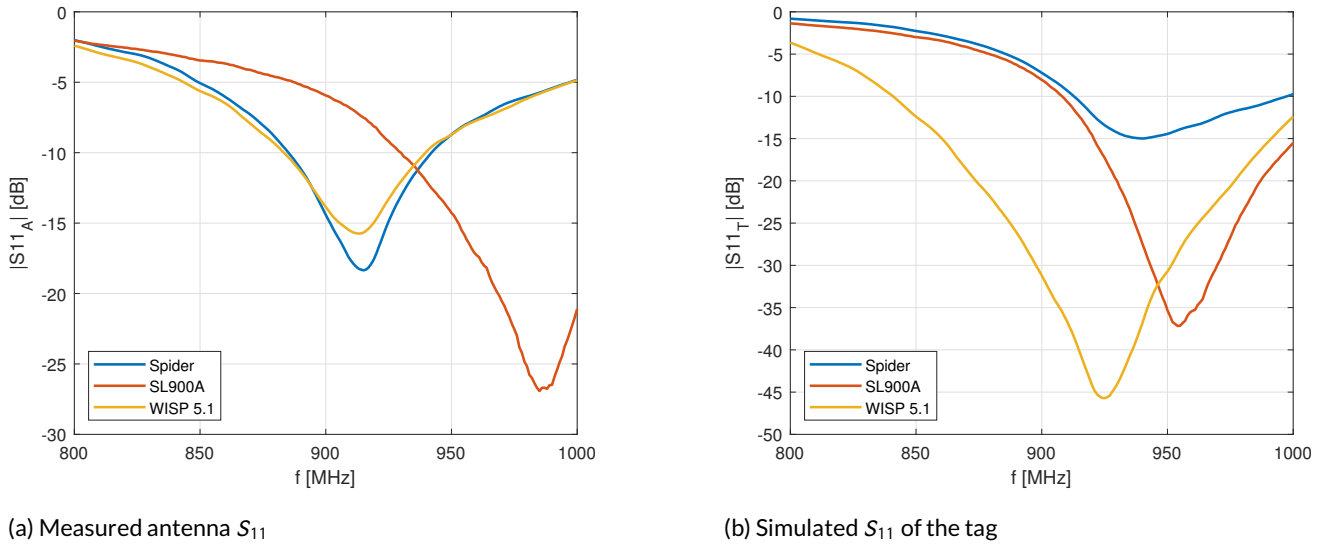 0
-5
-10
-15
-20
-25
-30
800
850
900
950
1000
f [MHz]
|S11_A| [dB]
Spider
SL900A
WISP 5.1
(a) Measured antenna S₁₁
0
-5
-10
-15
-20
-25
-30
-35
-40
-45
-50
800
850
900
950
1000
f [MHz]
|S11_T| [dB]
Spider
SL900A
WISP 5.1
(b) Simulated S₁₁ of the tag